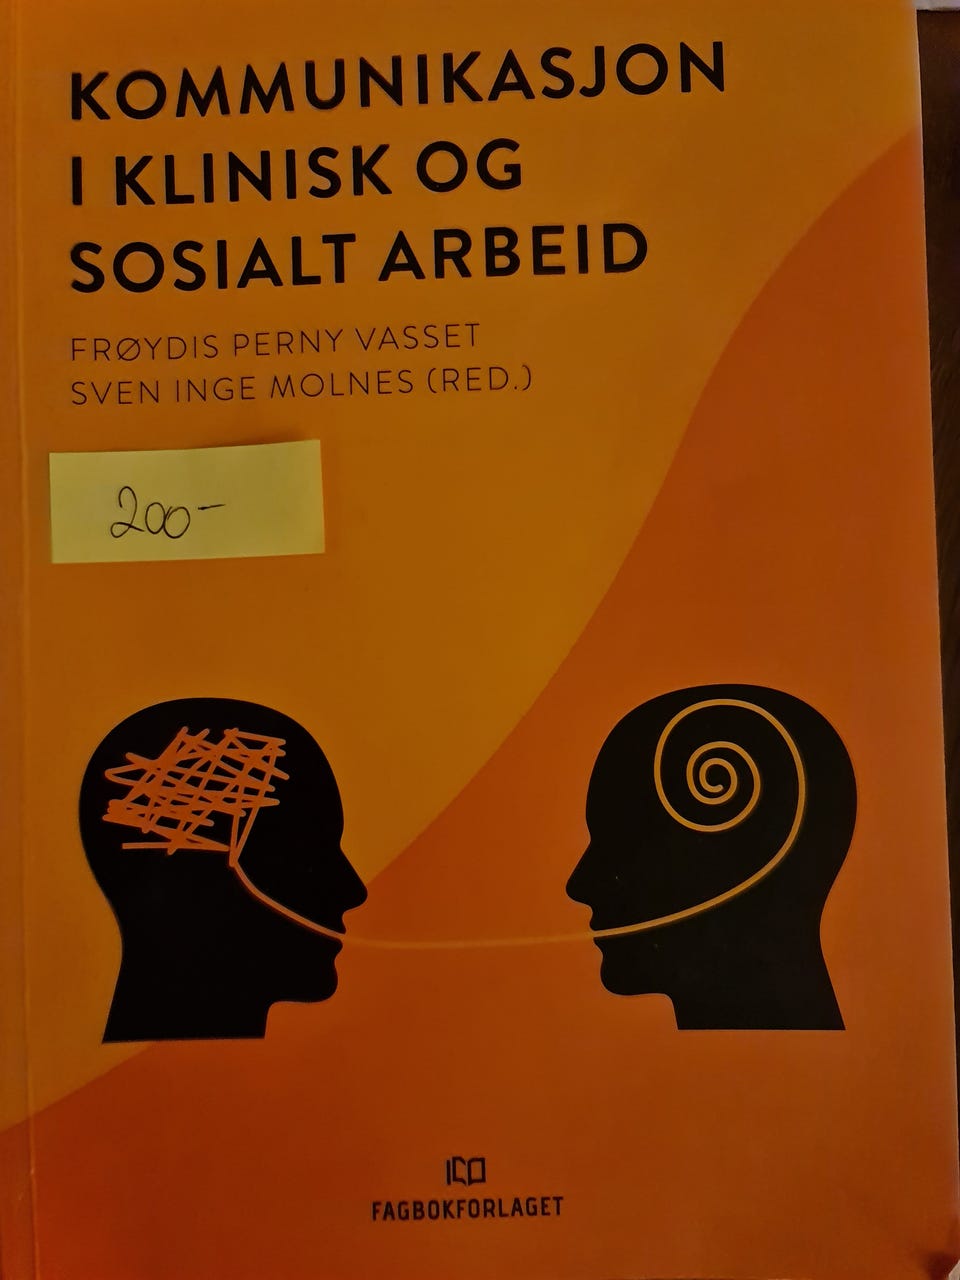 KOMMUNIKASJON
I KLINISK OG
SOSIALT ARBEID
FRØYDIS PERNY VASSET
SVEN INGE MOLNES (RED.)
200-
FAGBOKFORLAGET